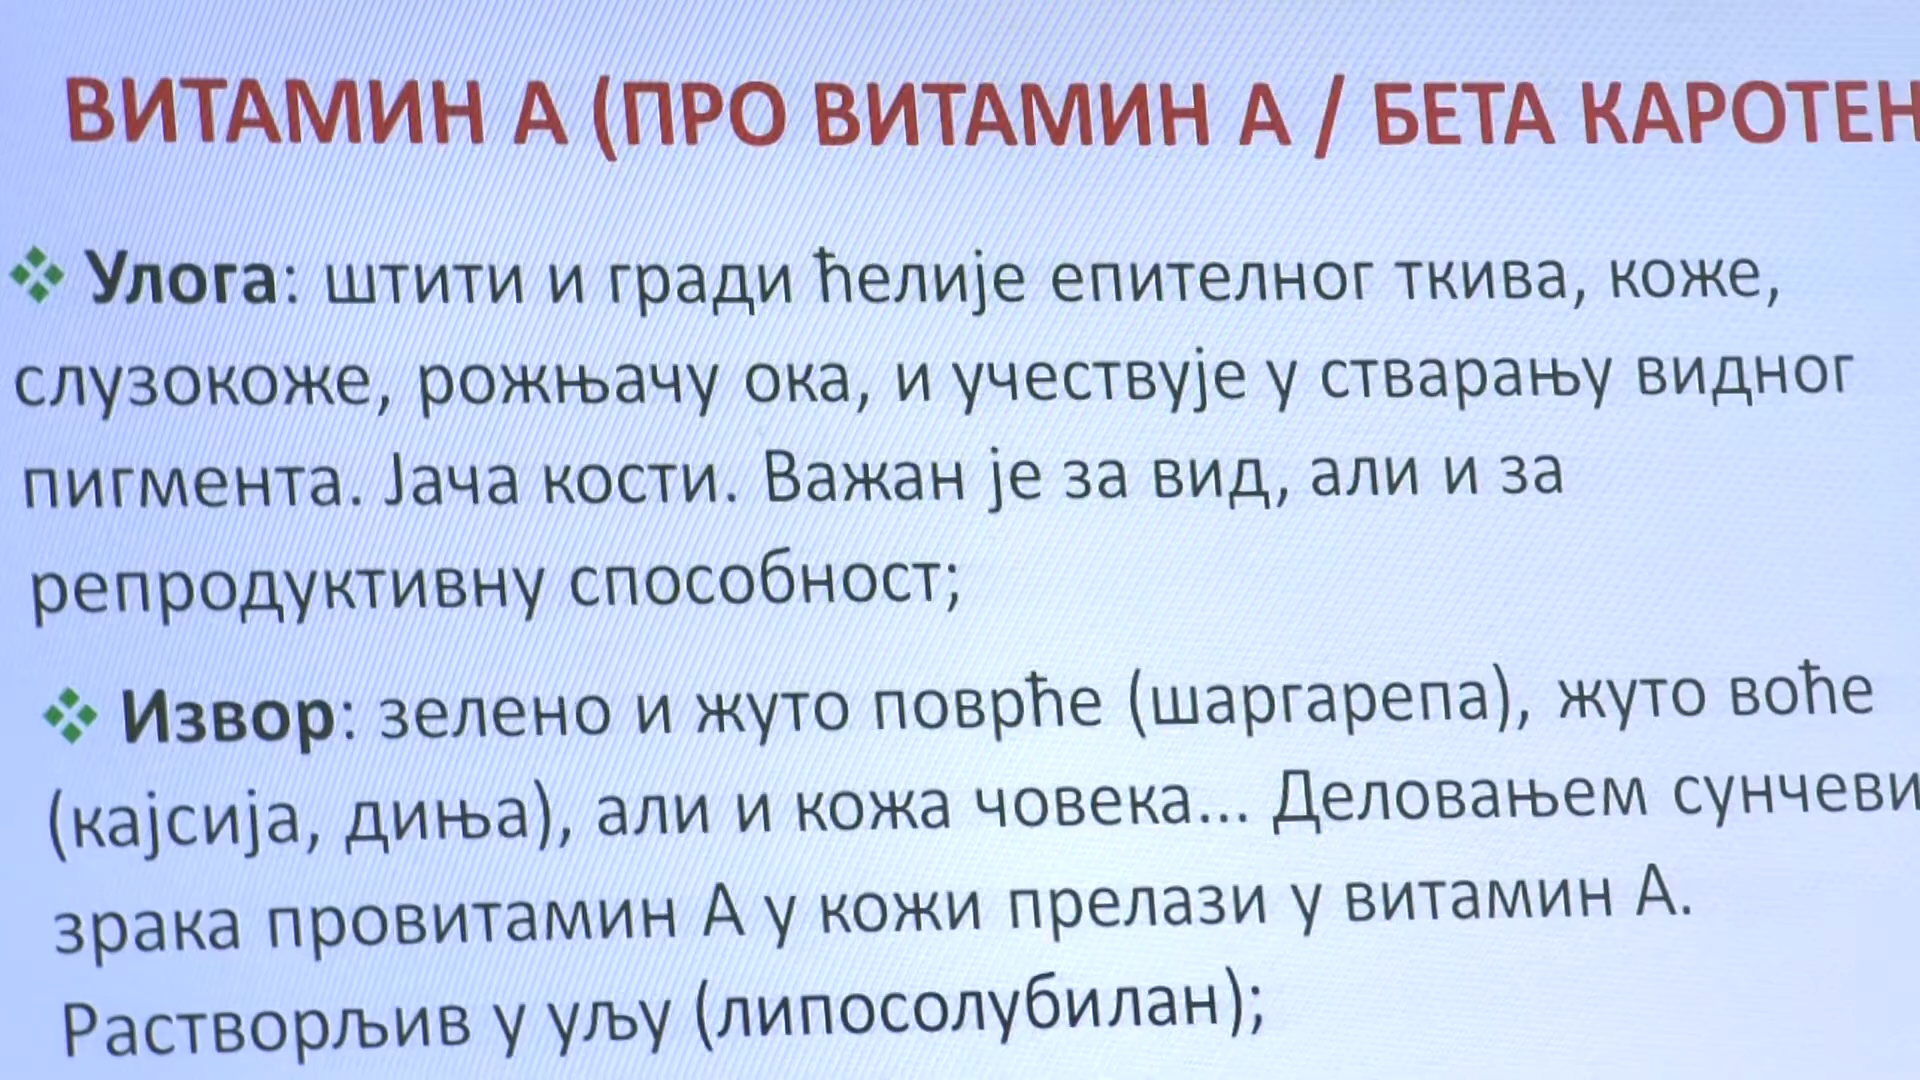 ВИТАМИН А (ПРО ВИТАМИН А / БЕТА КАРОТЕН
Улога: штити и гради ћелије епителног ткива, коже,
слузокоже, рожњачу ока, и учествује у стварању видног
пигмента. Јача кости. Важан је за вид, али и за
репродуктивну способност;
Извор: зелено и жуто поврће (шаргарепа), жуто воће
(кајсија, диња), али и кожа човека... Деловањем сунчеви
зрака провитамин А у кожи прелази у витамин А.
Растворљив у уљу (липосолубилан);